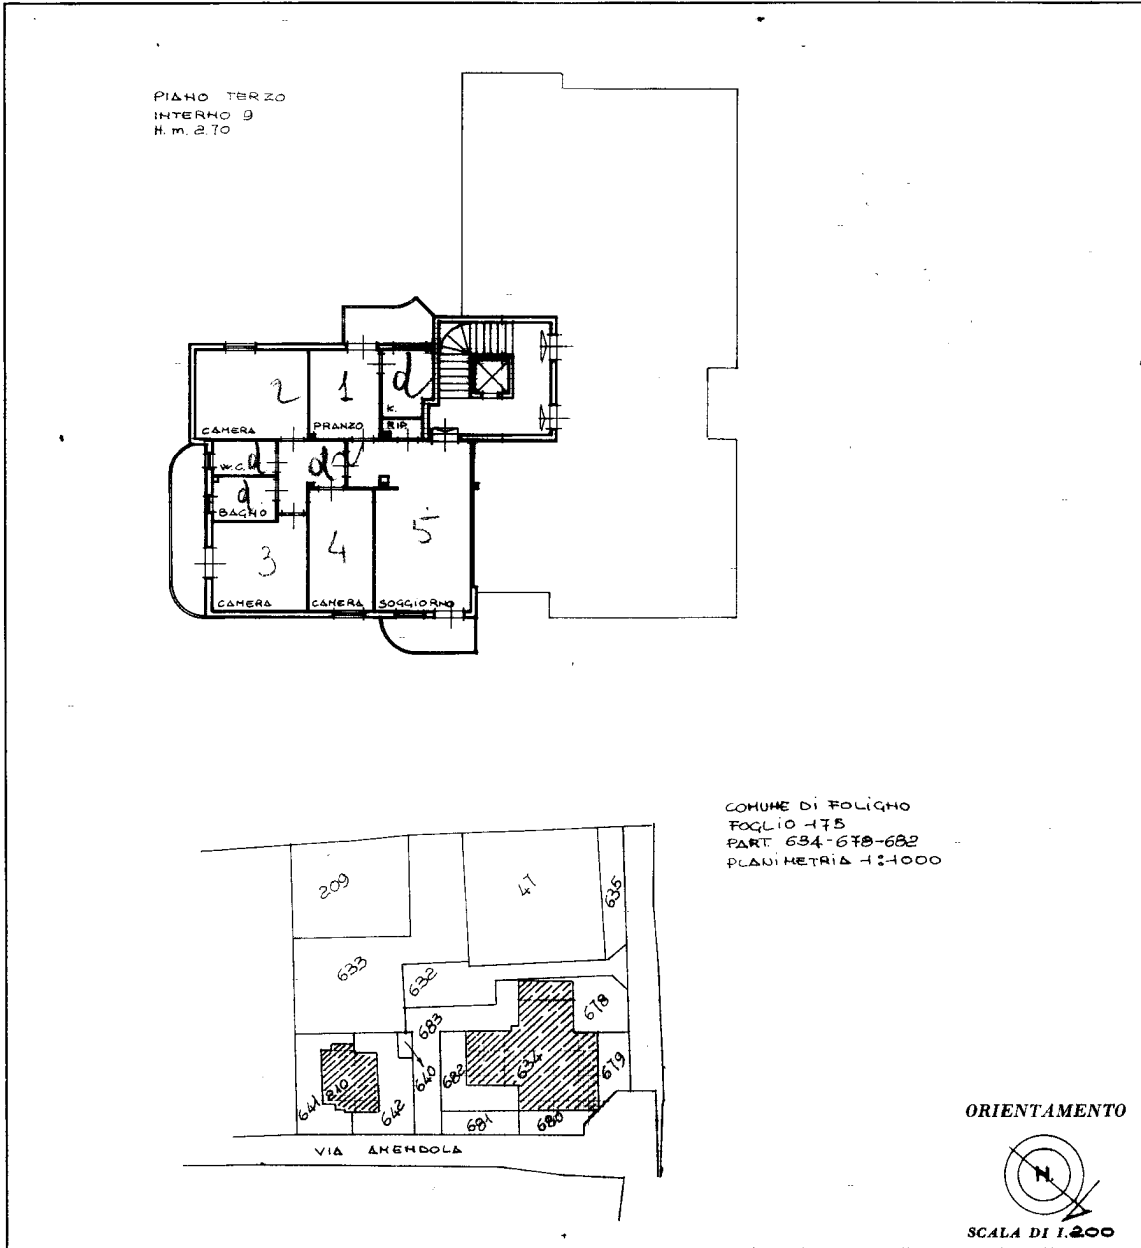 PIANO TERZO
INTERNO 9
H. m. 2.70
2
1
d
K.
CAMERA
PRANZO
RIP.
W.C.
d
d
d
BAGNO
3
4
5
CAMERA
CAMERA
SOGGIORNO
COMUNE DI FOLIGNO
FOGLIO 175
PART. 634-678-682
PLANIMETRIA 1:1000
209
47
635
633
632
678
683
634
640
682
679
210
641
642
681
680
VIA AMENDOLA
ORIENTAMENTO
N.
SCALA DI 1.200